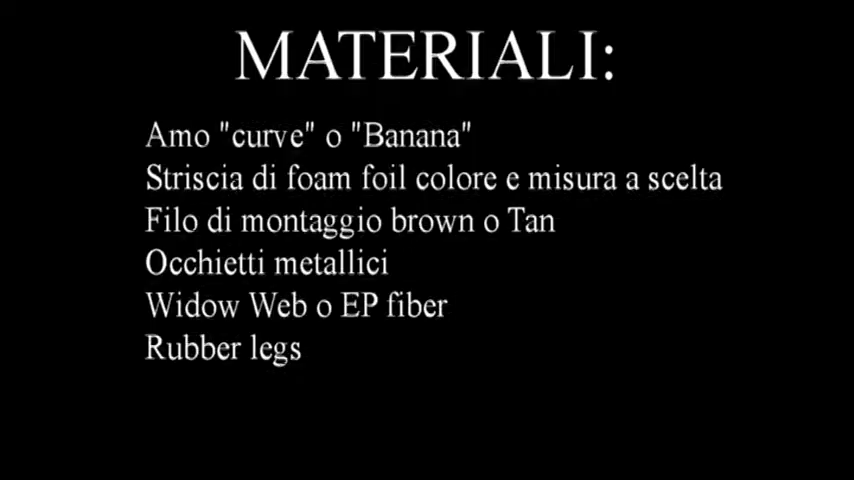 MATERIALI:
Amo "curve" o "Banana"
Striscia di foam foil colore e misura a scelta
Filo di montaggio brown o Tan
Occhietti metallici
Widow Web o EP fiber
Rubber legs